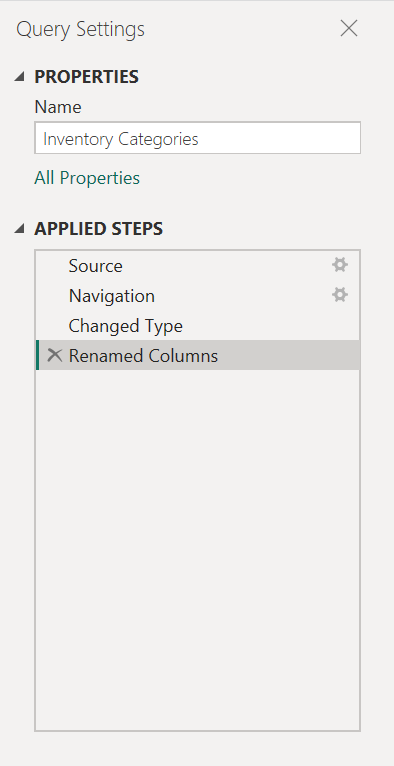 Query Settings
PROPERTIES
Name
Inventory Categories
All Properties
APPLIED STEPS
Source
Navigation
Changed Type
Renamed Columns